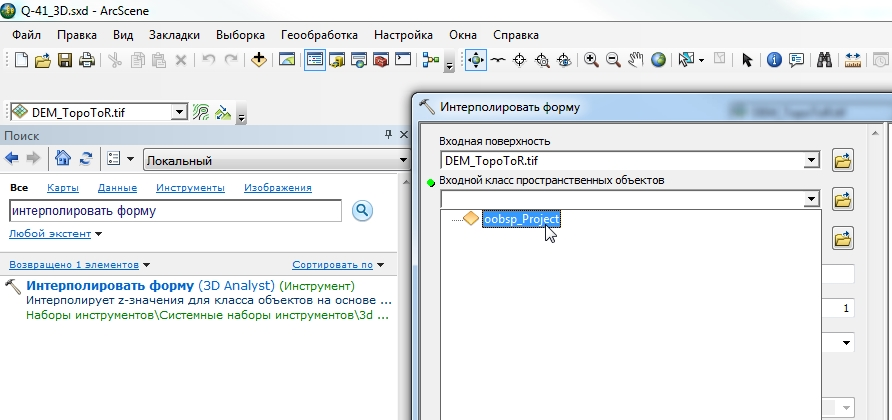 Q-41_3D.sxd - ArcScene
Файл Правка Вид Закладки Выборка Геообработка Настройка Окна Справка
DEM_TopoToR.tif
Поиск
Локальный
Все Карты Данные Инструменты Изображения
интерполировать форму
Любой экстент
Возвращено 1 элементов Сортировать по
Интерполировать форму (3D Analyst) (Инструмент)
Интерполирует z-значения для класса объектов на основе ...
Наборы инструментов\Системные наборы инструментов\3d ...
Интерполировать форму
Входная поверхность
DEM_TopoToR.tif
Входной класс пространственных объектов
oobsp_Project
1